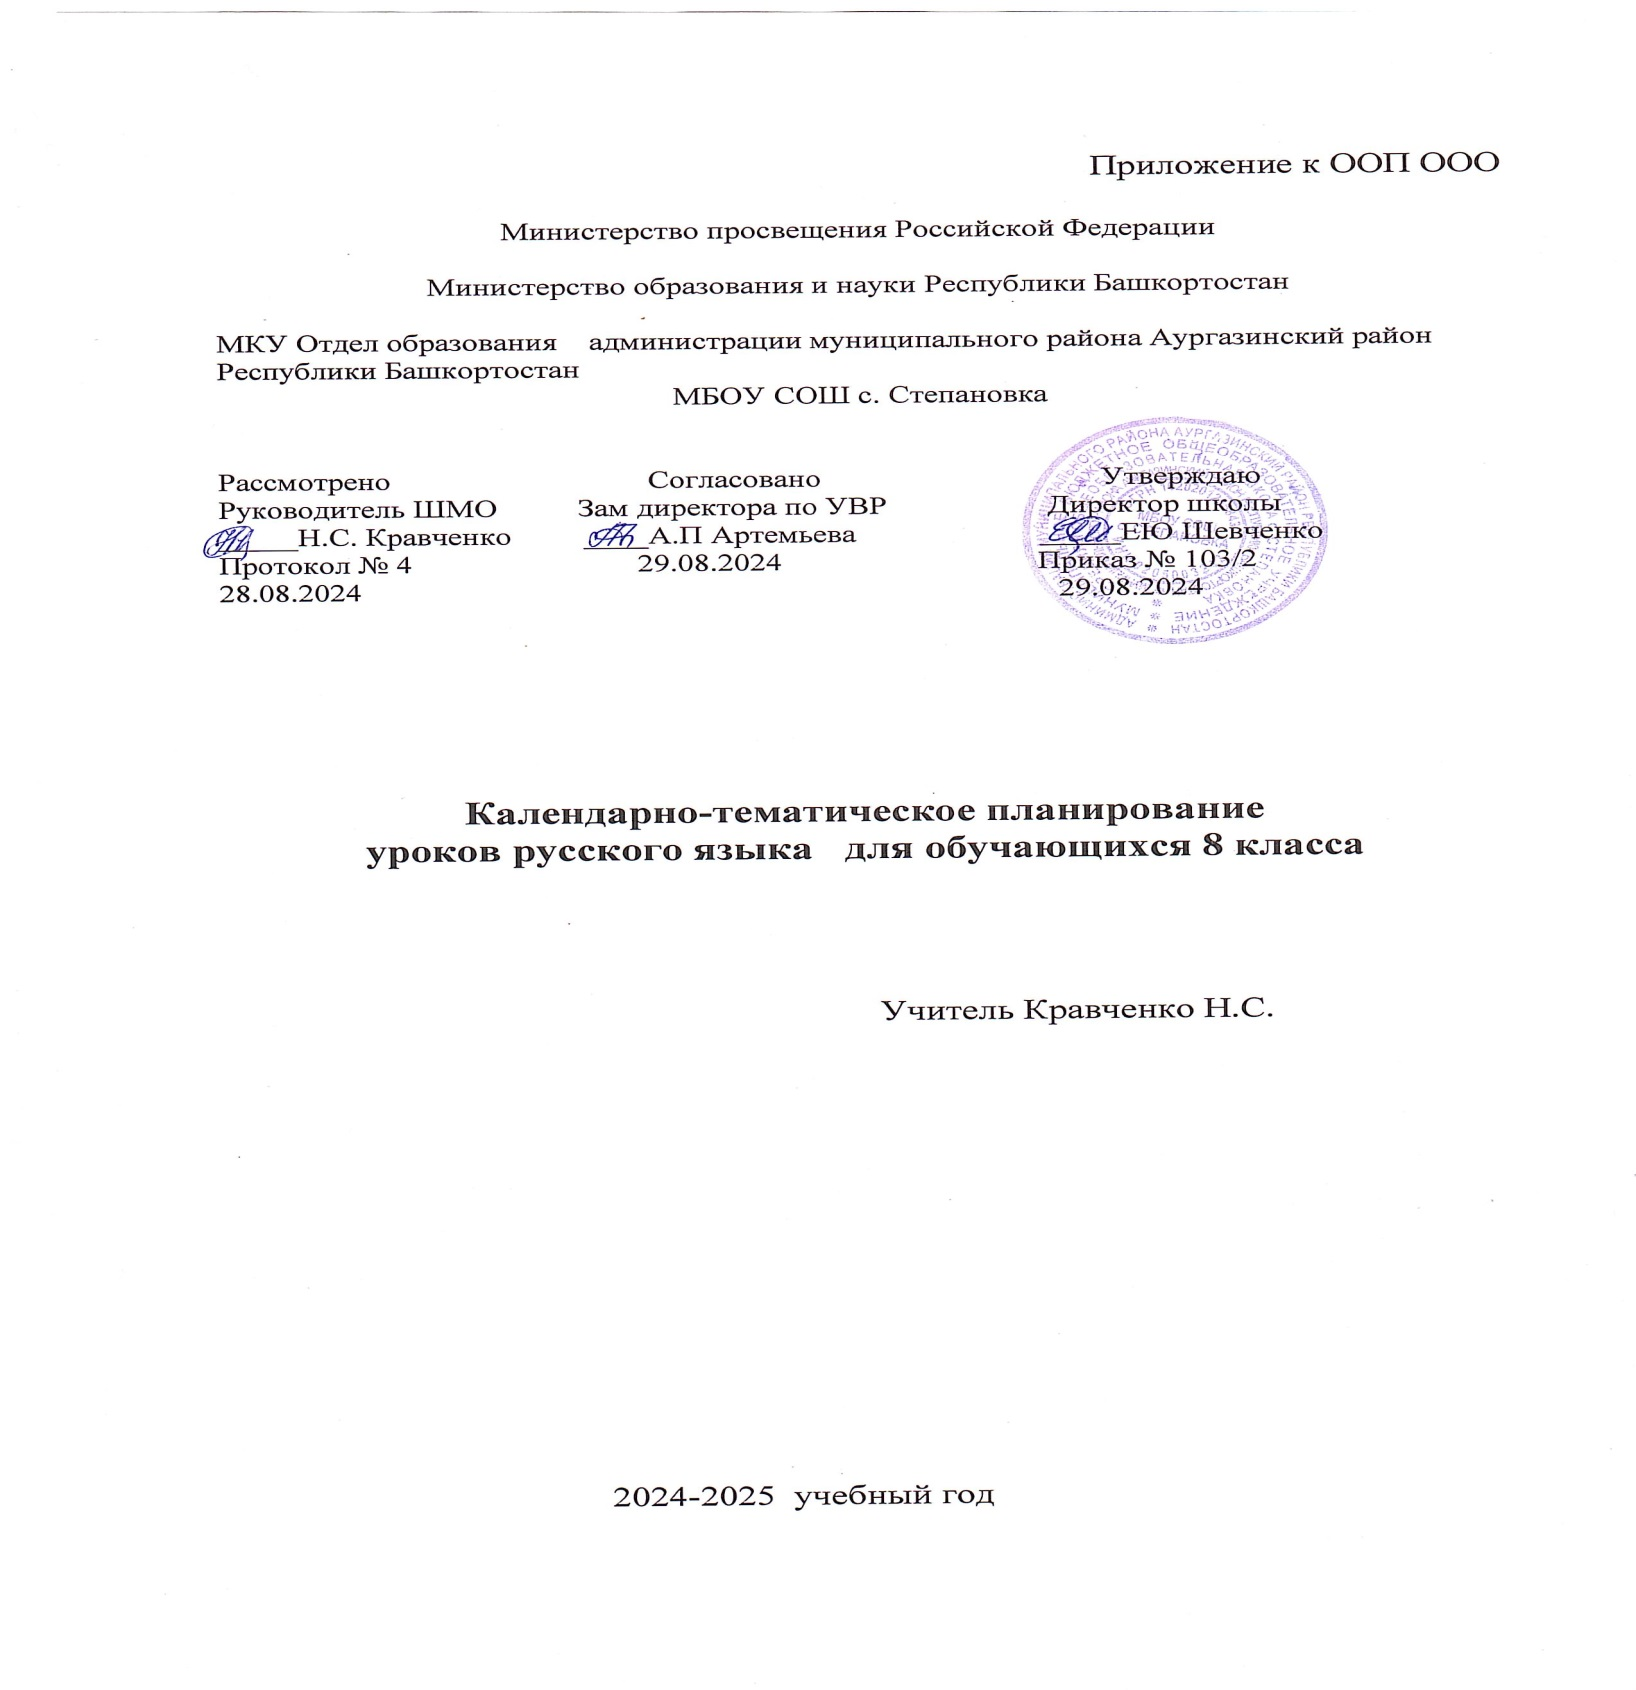 Приложение к ООП ООО
Министерство просвещения Российской Федерации
Министерство образования и науки Республики Башкортостан
МКУ Отдел образования администрации муниципального района Аургазинский район
Республики Башкортостан
МБОУ СОШ с. Степановка
Рассмотрено
Руководитель ШМО
Н.С. Кравченко
Протокол № 4
28.08.2024
Согласовано
Зам директора по УВР
А.П Артемьева
29.08.2024
Утверждаю
Директор школы
ЕЮ Шевченко
Приказ № 103/2
29.08.2024
Календарно-тематическое планирование
уроков русского языка для обучающихся 8 класса
Учитель Кравченко Н.С.
2024-2025 учебный год